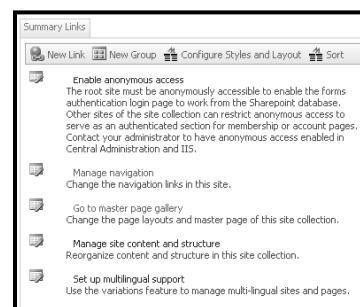 Summary Links
New Link New Group Configure Styles and Layout Sort
Enable anonymous access
The root site must be anonymously accessible to enable the forms
authentication login page to work from the Sharepoint database.
Other sites of the site collection can restrict anonymous access to
serve as an authenticated section for membership or account pages.
Contact your administrator to have anonymous access enabled in
Central Administration and IIS.
Manage navigation
Change the navigation links in this site.
Go to master page gallery
Change the page layouts and master page of this site collection.
Manage site content and structure
Reorganize content and structure in this site collection.
Set up multilingual support
Use the variations feature to manage multi-lingual sites and pages.